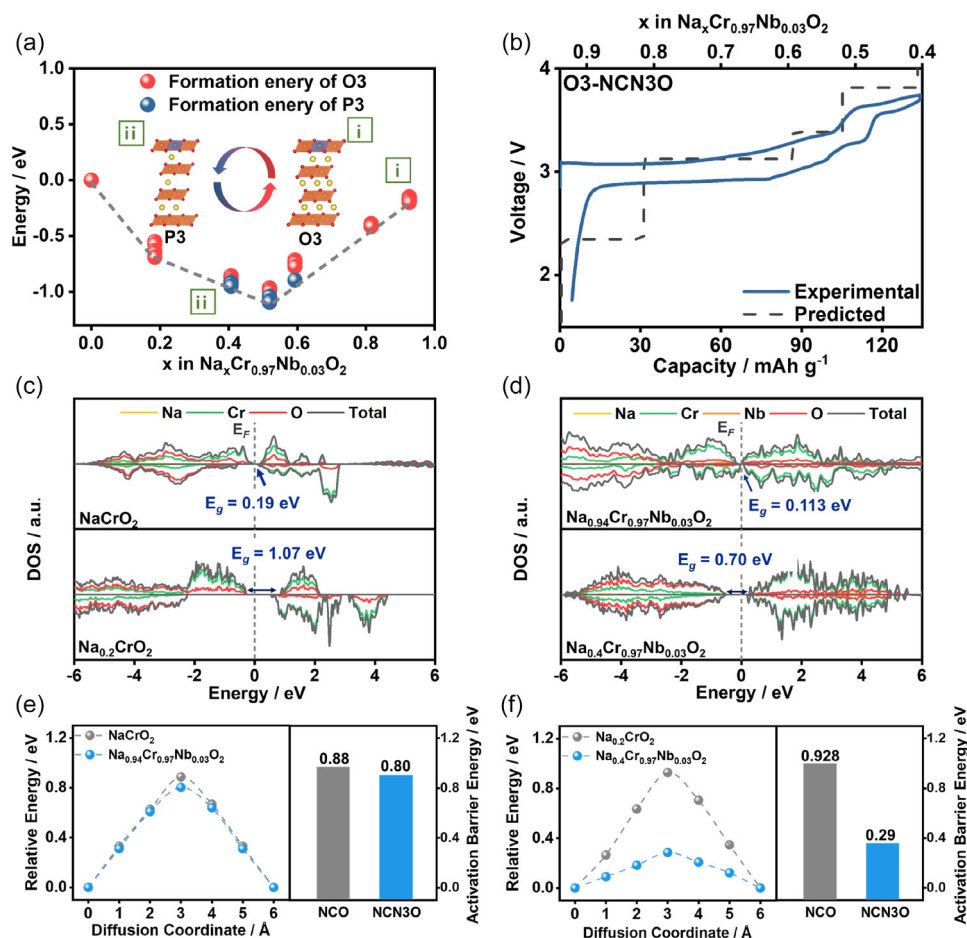 (a)
Energy / eV
1.0
0.5
0.0
-0.5
-1.0
Formation enery of O3
Formation enery of P3
ii
i
i
P3
O3
ii
0.0 0.2 0.4 0.6 0.8 1.0
x in NaₓCr₀.₉₇Nb₀.₀₃O₂
(b)
x in NaₓCr₀.₉₇Nb₀.₀₃O₂
0.9 0.8 0.7 0.6 0.5 0.4
O3-NCN3O
Voltage / V
4
3
2
Experimental
Predicted
0 30 60 90 120
Capacity / mAh g⁻¹
(c)
Na Cr O Total
E_F
DOS / a.u.
E_g = 0.19 eV
NaCrO₂
E_g = 1.07 eV
Na₀.₂CrO₂
-6 -4 -2 0 2 4 6
Energy / eV
(d)
Na Cr Nb O Total
E_F
DOS / a.u.
E_g = 0.113 eV
Na₀.₉₄Cr₀.₉₇Nb₀.₀₃O₂
E_g = 0.70 eV
Na₀.₄Cr₀.₉₇Nb₀.₀₃O₂
-6 -4 -2 0 2 4 6
Energy / eV
(e)
Relative Energy / eV
1.2
0.8
0.4
0.0
NaCrO₂
Na₀.₉₄Cr₀.₉₇Nb₀.₀₃O₂
0 1 2 3 4 5 6
Diffusion Coordinate / Å
0.88
0.80
NCO NCN3O
1.2
0.8
0.4
0.0
Activation Barrier Energy / eV
(f)
Relative Energy / eV
1.2
0.8
0.4
0.0
Na₀.₂CrO₂
Na₀.₄Cr₀.₉₇Nb₀.₀₃O₂
0 1 2 3 4 5 6
Diffusion Coordinate / Å
0.928
0.29
NCO NCN3O
1.2
0.8
0.4
0.0
Activation Barrier Energy / eV